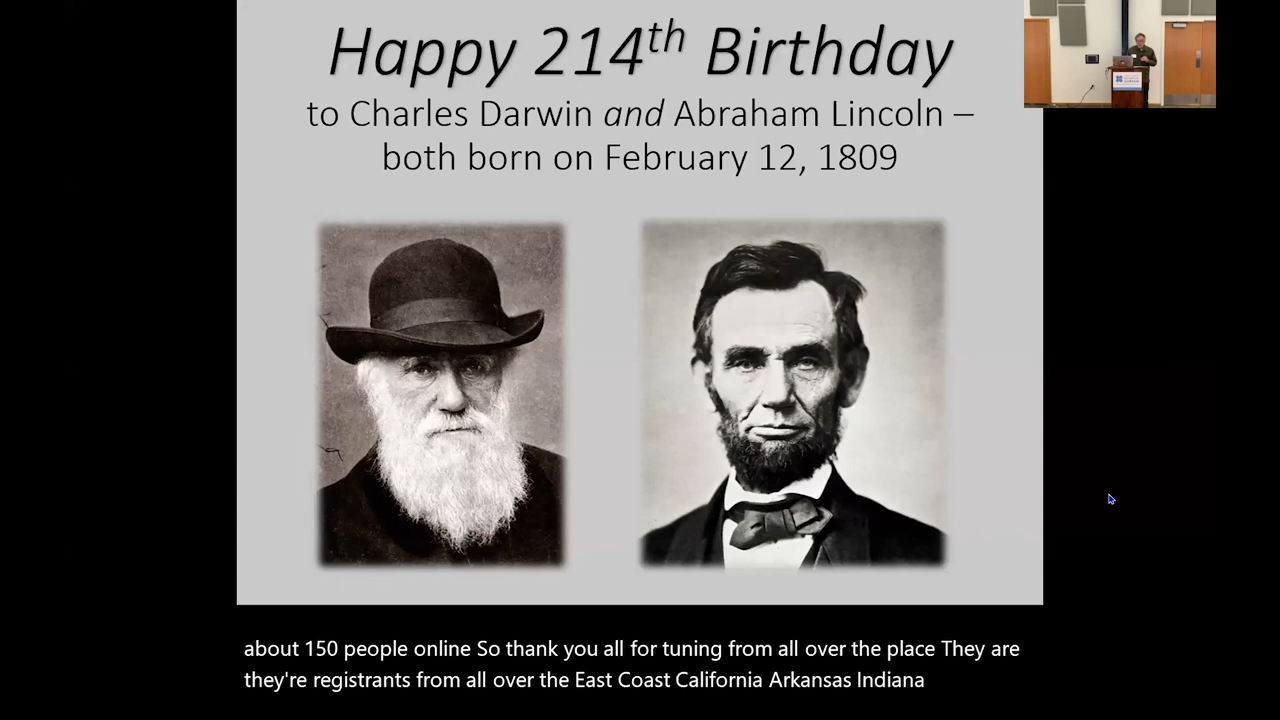 Happy 214th Birthday
to Charles Darwin and Abraham Lincoln –
both born on February 12, 1809
about 150 people online So thank you all for tuning from all over the place They are
they're registrants from all over the East Coast California Arkansas Indiana